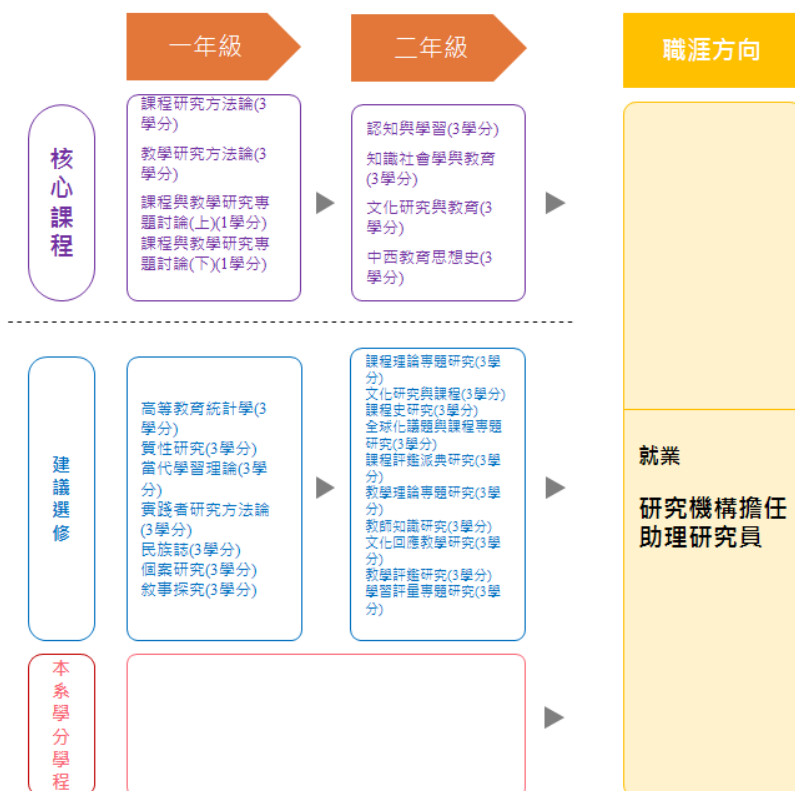 一年級
二年級
職涯方向
核
心
課
程
課程研究方法論(3
學分)
教學研究方法論(3
學分)
課程與教學研究專
題討論(上)(1學分)
課程與教學研究專
題討論(下)(1學分)
認知與學習(3學分)
知識社會學與教育
(3學分)
文化研究與教育(3
學分)
中西教育思想史(3
學分)
建
議
選
修
高等教育統計學(3
學分)
質性研究(3學分)
當代學習理論(3學
分)
實踐者研究方法論
(3學分)
民族誌(3學分)
個案研究(3學分)
敘事探究(3學分)
課程理論專題研究(3學
分)
文化研究與課程(3學分)
課程史研究(3學分)
全球化議題與課程專題
研究(3學分)
課程評鑑派典研究(3學
分)
教學理論專題研究(3學
分)
教師知識研究(3學分)
文化回應教學研究(3學
分)
教學評鑑研究(3學分)
學習評量專題研究(3學
分)
就業
研究機構擔任
助理研究員
本
系
學
分
學
程